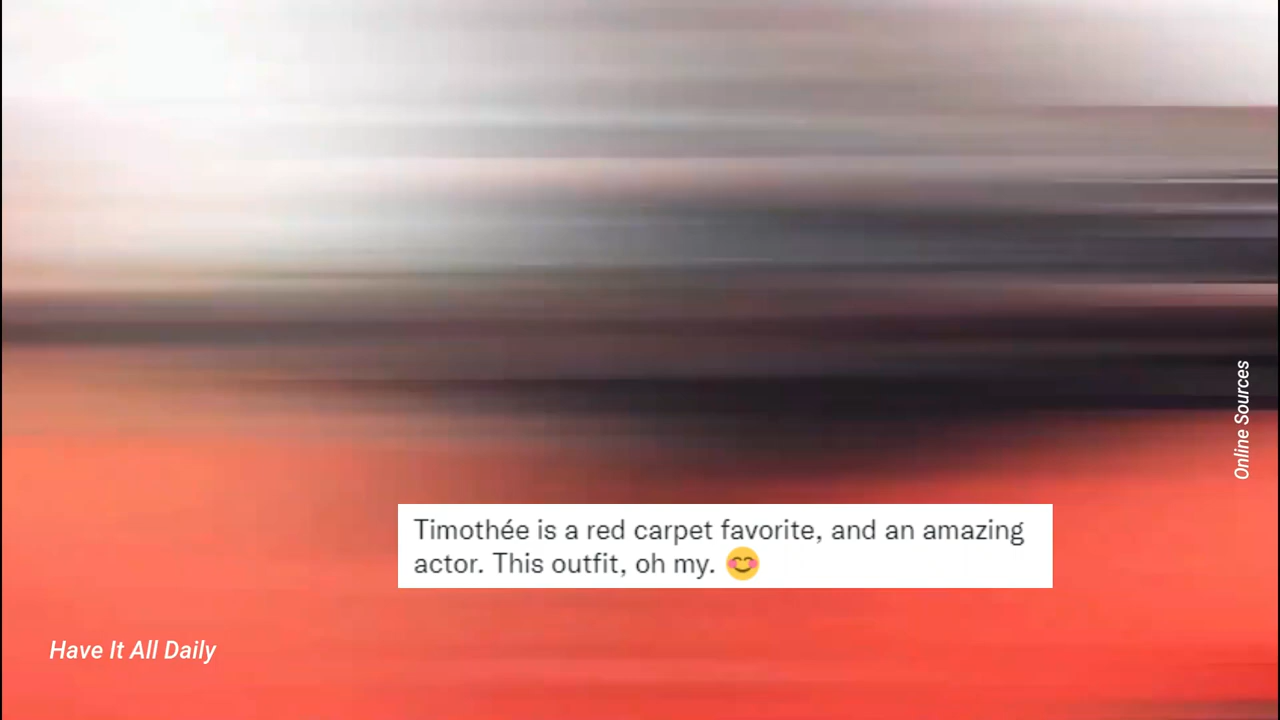 Timothée is a red carpet favorite, and an amazing
actor. This outfit, oh my. 😊
Online Sources
Have It All Daily